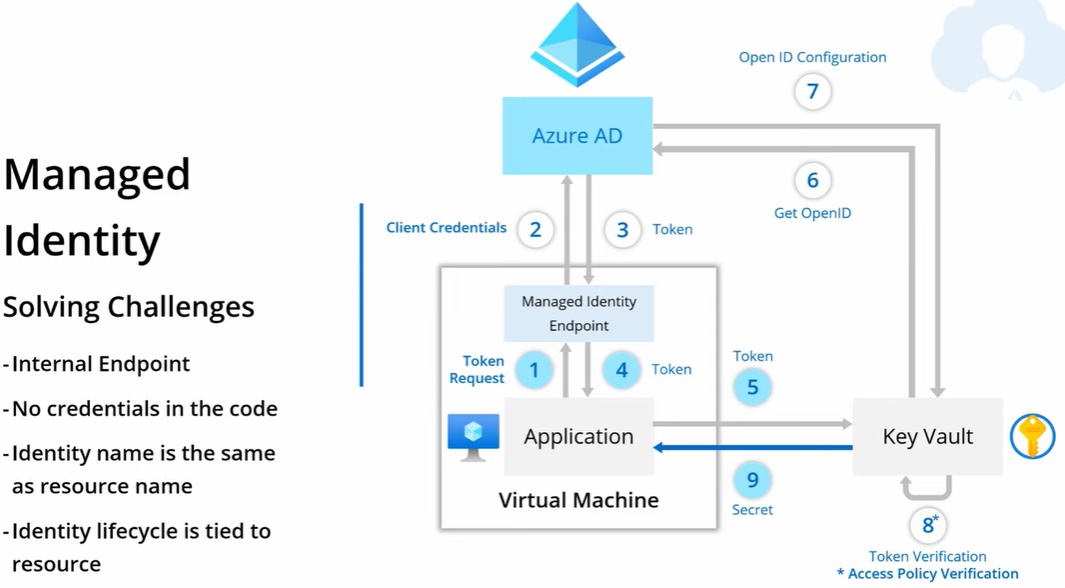 Managed
Identity
Solving Challenges
-Internal Endpoint
-No credentials in the code
-Identity name is the same
as resource name
-Identity lifecycle is tied to
resource
Azure AD
Open ID Configuration
7
6
Get OpenID
Client Credentials
2
3
Token
Managed Identity
Endpoint
Token
Request
1
4
Token
Application
Virtual Machine
Token
5
9
Secret
Key Vault
8*
Token Verification
* Access Policy Verification